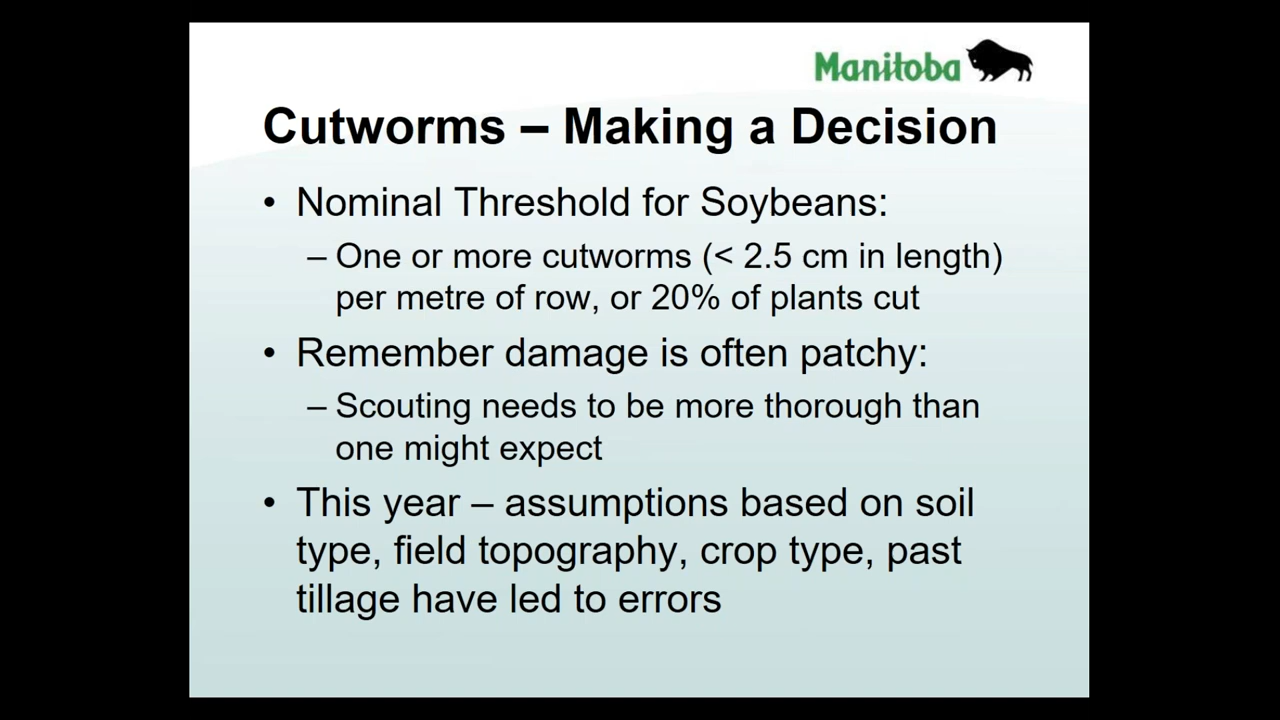 Manitoba
Cutworms – Making a Decision
• Nominal Threshold for Soybeans:
– One or more cutworms (< 2.5 cm in length)
per metre of row, or 20% of plants cut
• Remember damage is often patchy:
– Scouting needs to be more thorough than
one might expect
• This year – assumptions based on soil
type, field topography, crop type, past
tillage have led to errors